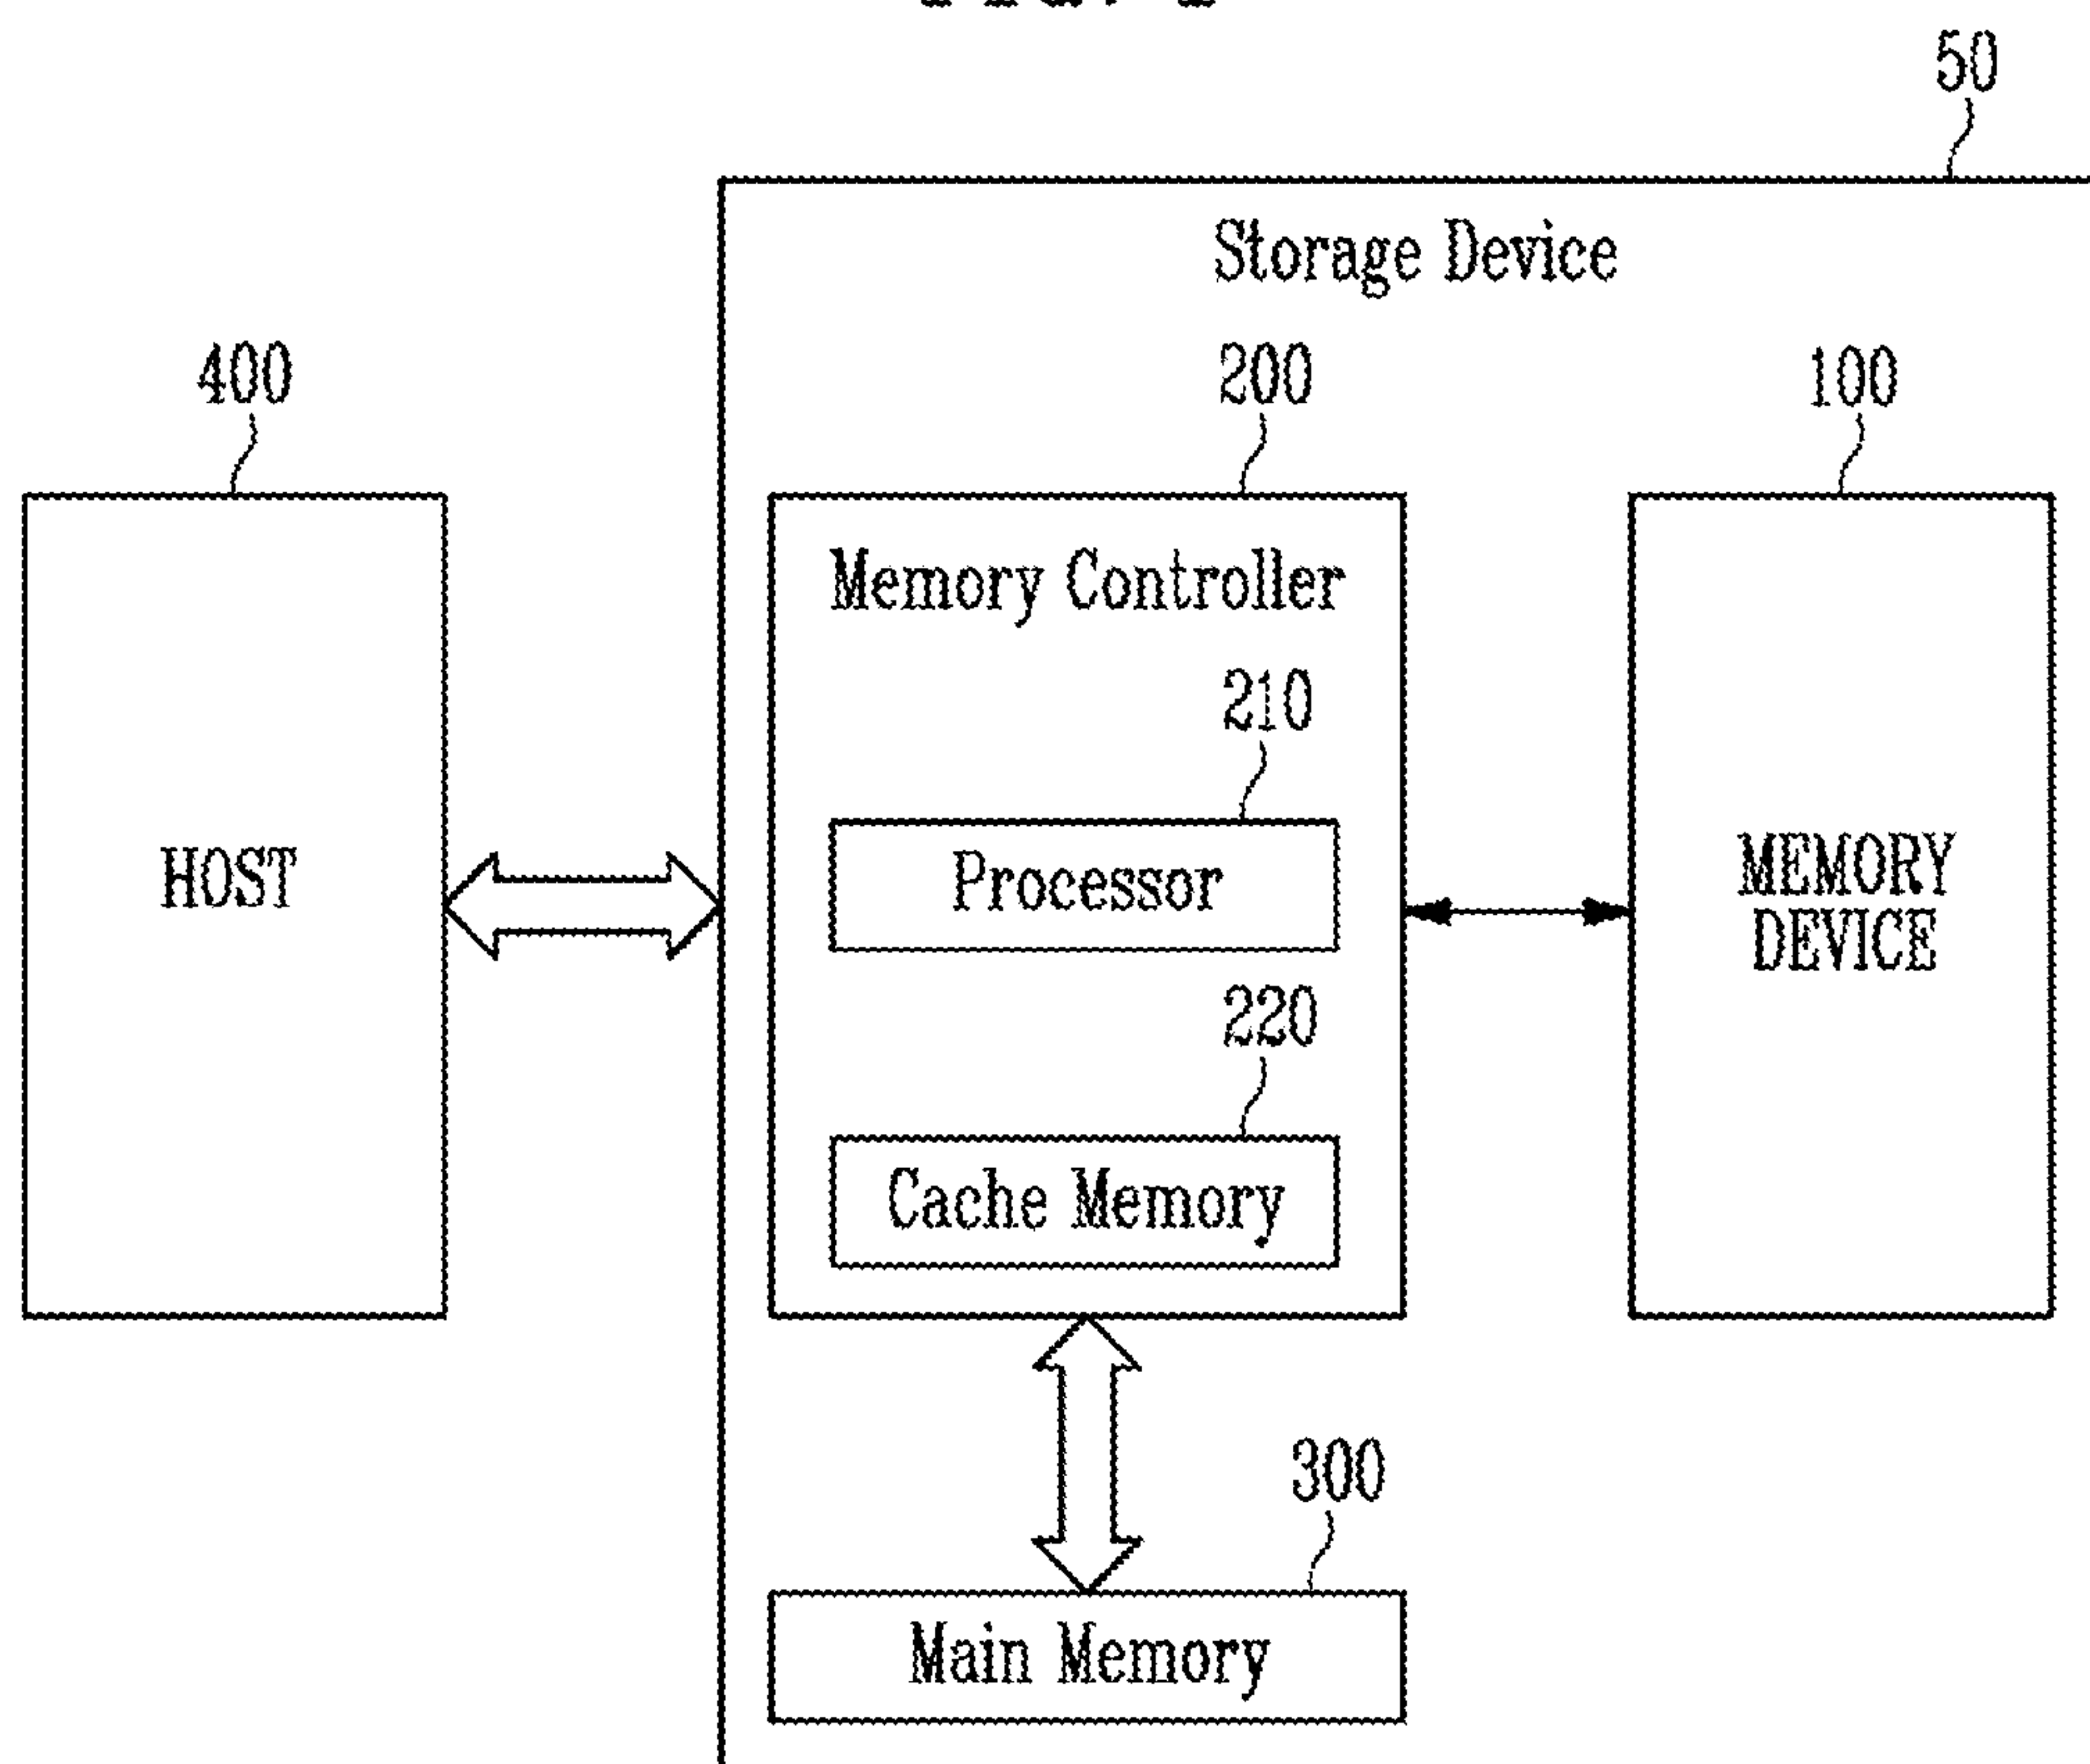 50
Storage Device
400
200
100
Memory Controller
210
HOST
Processor
MEMORY
DEVICE
220
Cache Memory
300
Main Memory